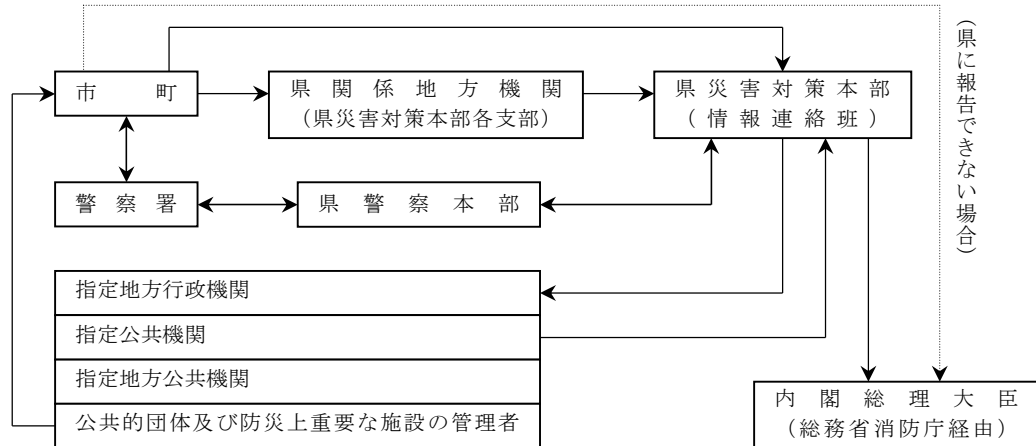 市町
県関係地方機関
(県災害対策本部各支部)
県災害対策本部
(情報連絡班)
(県に報告できない場合)
警察署
県警察本部
指定地方行政機関
指定公共機関
指定地方公共機関
公共的団体及び防災上重要な施設の管理者
内閣総理大臣
(総務省消防庁経由)